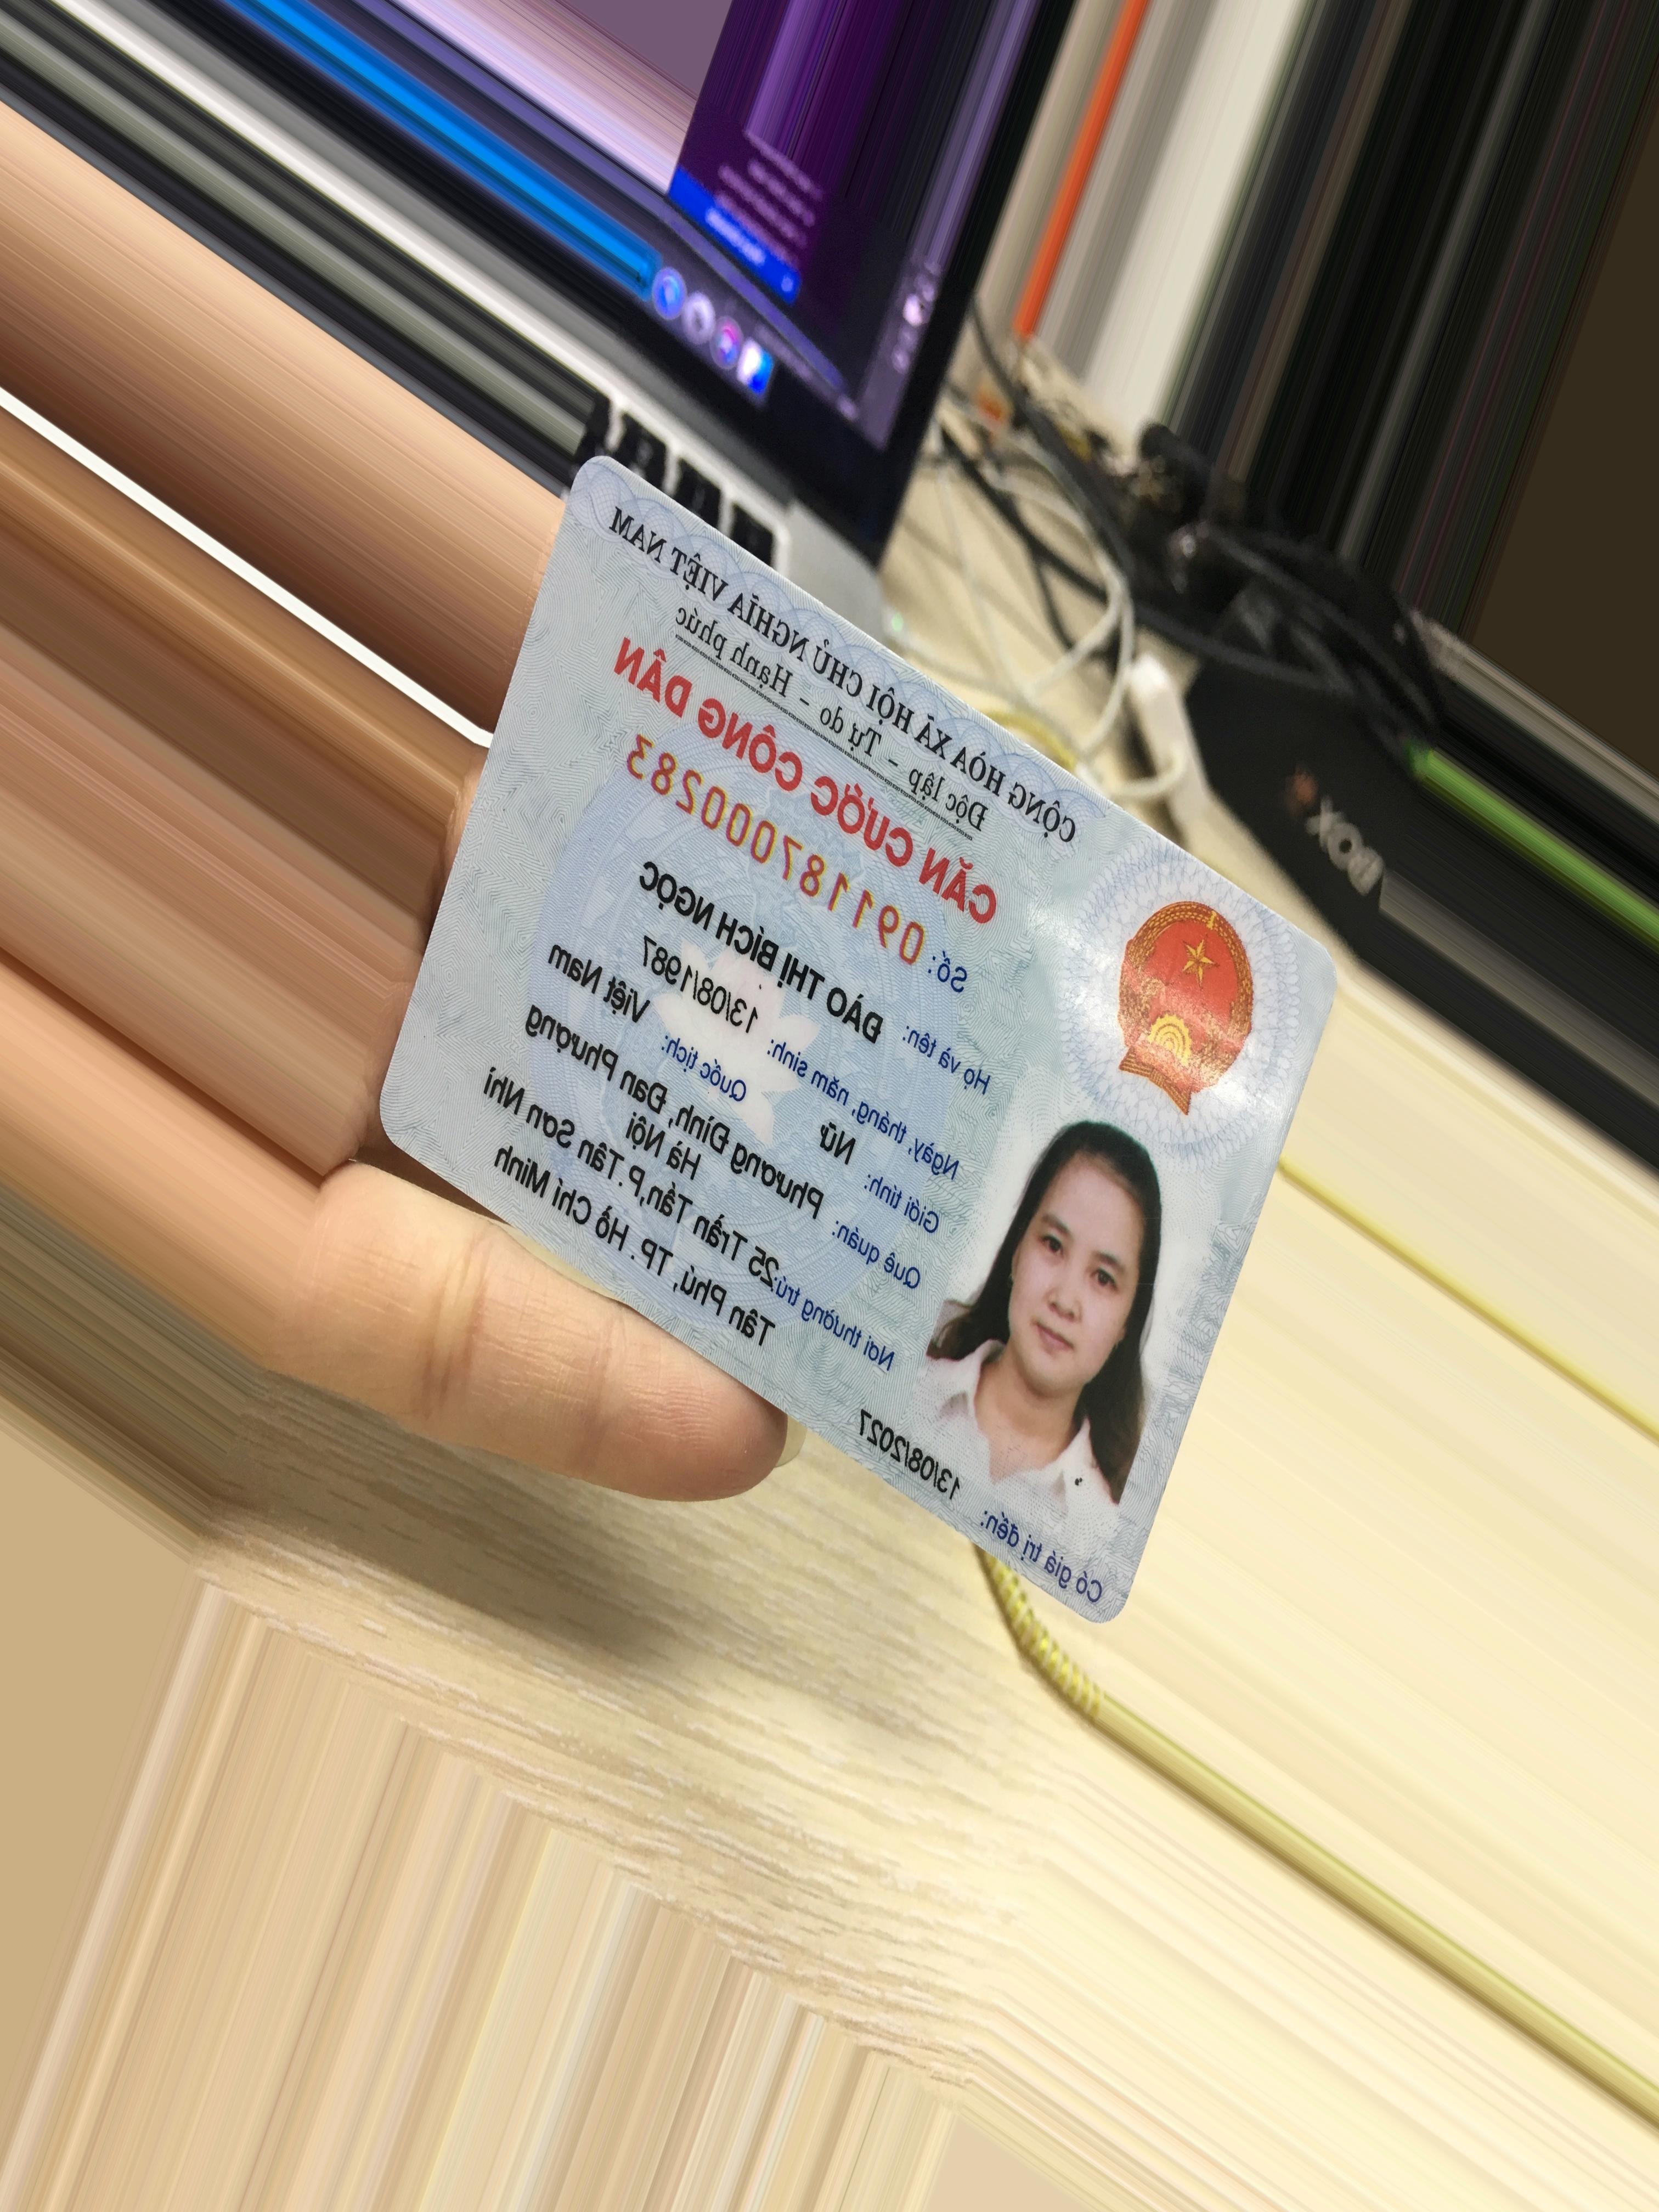 CỘNG HÒA XÃ HỘI CHỦ NGHĨA VIỆT NAM
Độc lập – Tự do – Hạnh phúc
CĂN CƯỚC CÔNG DÂN
Số: 091187000283
Họ và tên: ĐÀO THỊ BÍCH NGỌC
Ngày, tháng, năm sinh: 13/08/1987
Giới tính: Nữ Quốc tịch: Việt Nam
Quê quán: Phương Đình, Đan Phượng
Hà Nội
Nơi thường trú: 25 Trần Tấn,P.Tân Sơn Nhì
Tân Phú, TP. Hồ Chí Minh
Có giá trị đến: 13/08/2027
BOX